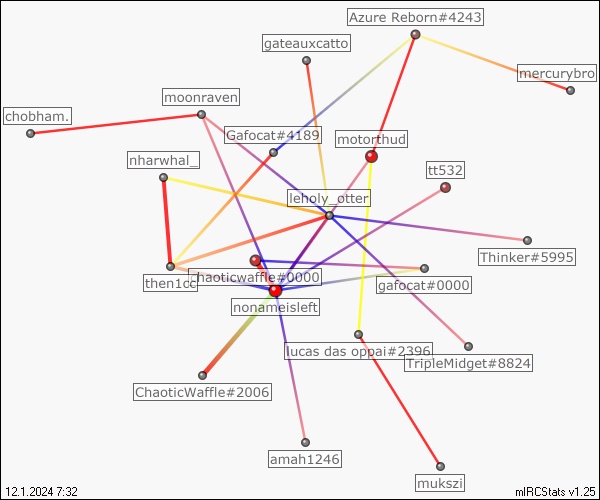 Azure Reborn#4243
gateauxcatto
mercurybro
moonraven
chobham.
Gafocat#4189
motorthud
nharwhal_
tt532
leholy_otter
Thinker#5995
chaoticwaffle#0000
then1cc
gafocat#0000
nonameisleft
lucas das oppai#2396
TripleMidget#8824
ChaoticWaffle#2006
amah1246
mukszi
12.1.2024 7:32
mIRCStats v1.25